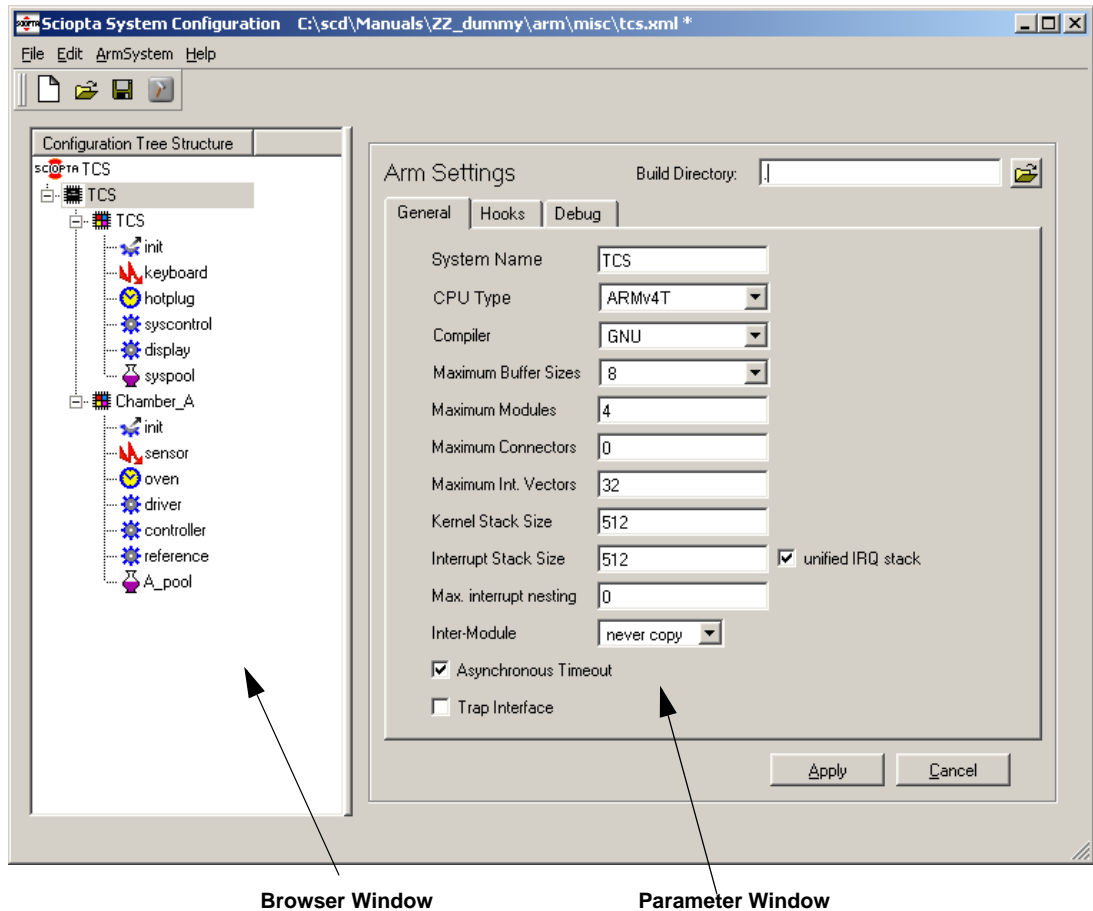 Sciopta System Configuration C:\scd\Manuals\ZZ_dummy\arm\misc\tcs.xml *
File Edit ArmSystem Help
Configuration Tree Structure
SCIOPTA TCS
TCS
TCS
init
keyboard
hotplug
syscontrol
display
syspool
Chamber_A
init
sensor
oven
driver
controller
reference
A_pool
Arm Settings
Build Directory: .
General Hooks Debug
System Name TCS
CPU Type ARMv4T
Compiler GNU
Maximum Buffer Sizes 8
Maximum Modules 4
Maximum Connectors 0
Maximum Int. Vectors 32
Kernel Stack Size 512
Interrupt Stack Size 512 unified IRQ stack
Max. interrupt nesting 0
Inter-Module never copy
Asynchronous Timeout
Trap Interface
Apply Cancel
Browser Window Parameter Window